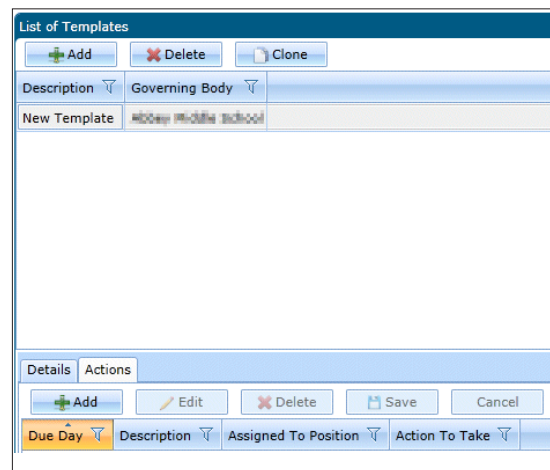 List of Templates
Add Delete Clone
Description Governing Body
New Template
Details Actions
Add Edit Delete Save Cancel
Due Day Description Assigned To Position Action To Take